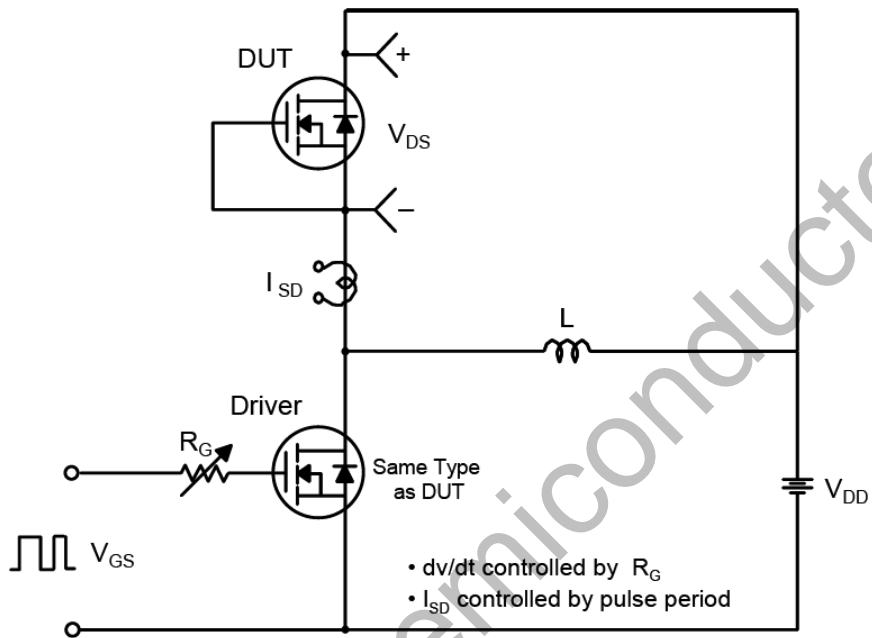 DUT
+
V_DS
–
I_SD
L
Driver
R_G
Same Type
as DUT
V_DD
V_GS
• dv/dt controlled by R_G
• I_SD controlled by pulse period
emiconducto